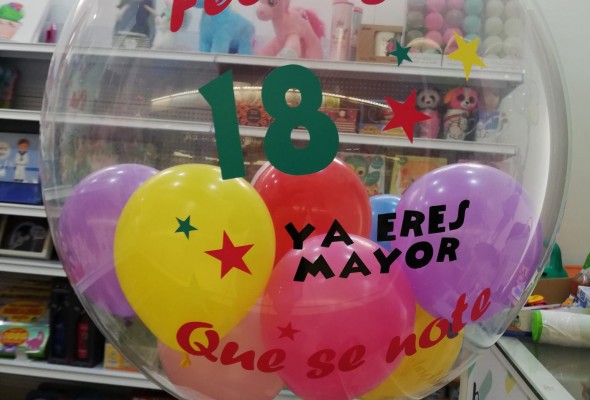 18
YA ERES
MAYOR
Que se note